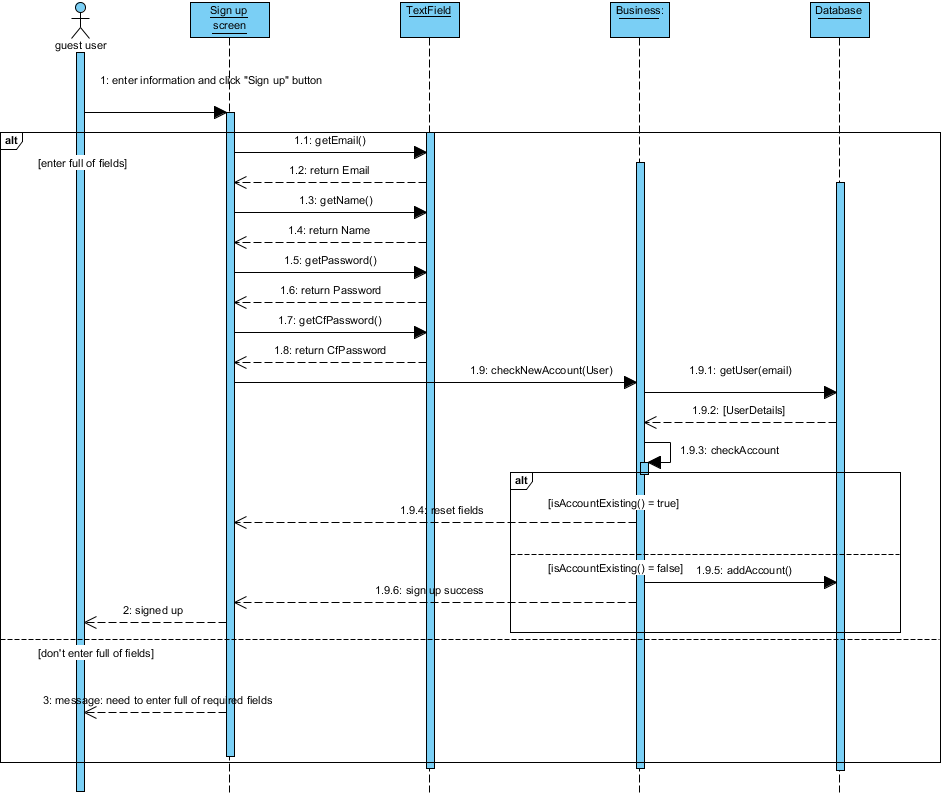 Sign up
screen
TextField
Business:
Database
guest user
1: enter information and click "Sign up" button
alt
[enter full of fields]
1.1: getEmail()
1.2: return Email
1.3: getName()
1.4: return Name
1.5: getPassword()
1.6: return Password
1.7: getCfPassword()
1.8: return CfPassword
1.9: checkNewAccount(User)
1.9.1: getUser(email)
1.9.2: [UserDetails]
1.9.3: checkAccount
alt
[isAccountExisting() = true]
1.9.4: reset fields
[isAccountExisting() = false]
1.9.5: addAccount()
1.9.6: sign up success
2: signed up
[don't enter full of fields]
3: message: need to enter full of required fields